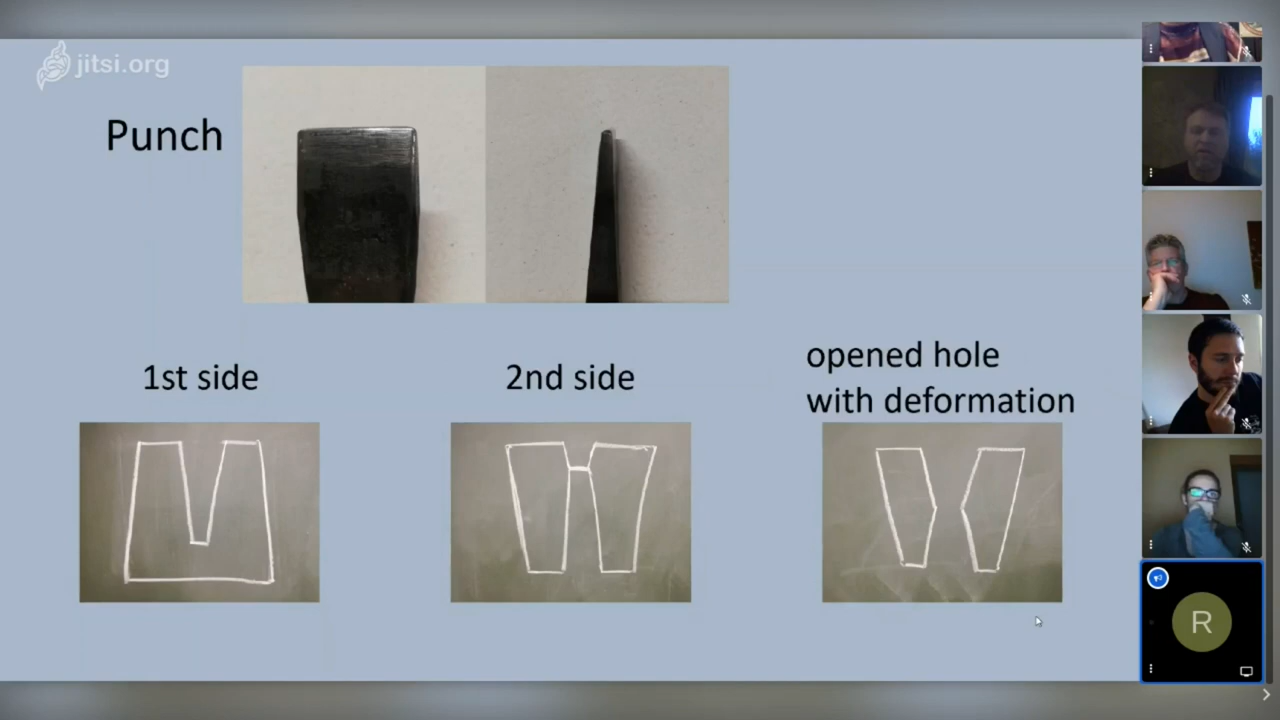 jitsi.org
Punch
1st side
2nd side
opened hole
with deformation
R